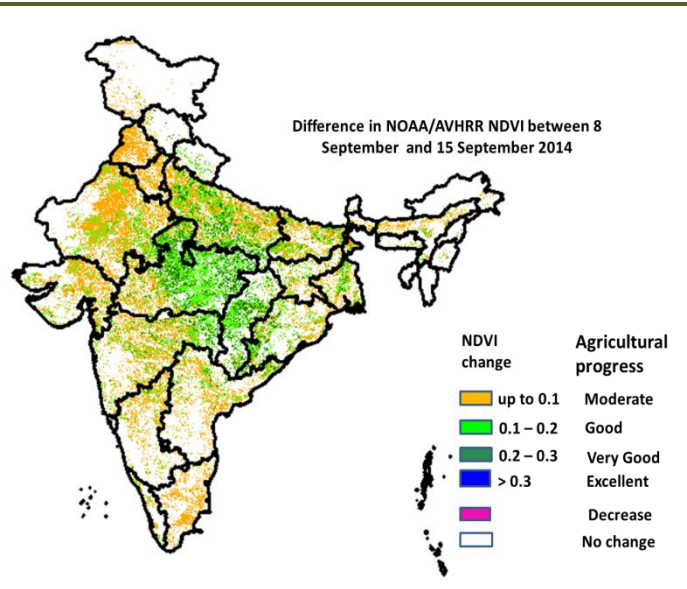 Difference in NOAA/AVHRR NDVI between 8
September and 15 September 2014
NDVI
change
Agricultural
progress
up to 0.1 Moderate
0.1 – 0.2 Good
0.2 – 0.3 Very Good
> 0.3 Excellent
Decrease
No change